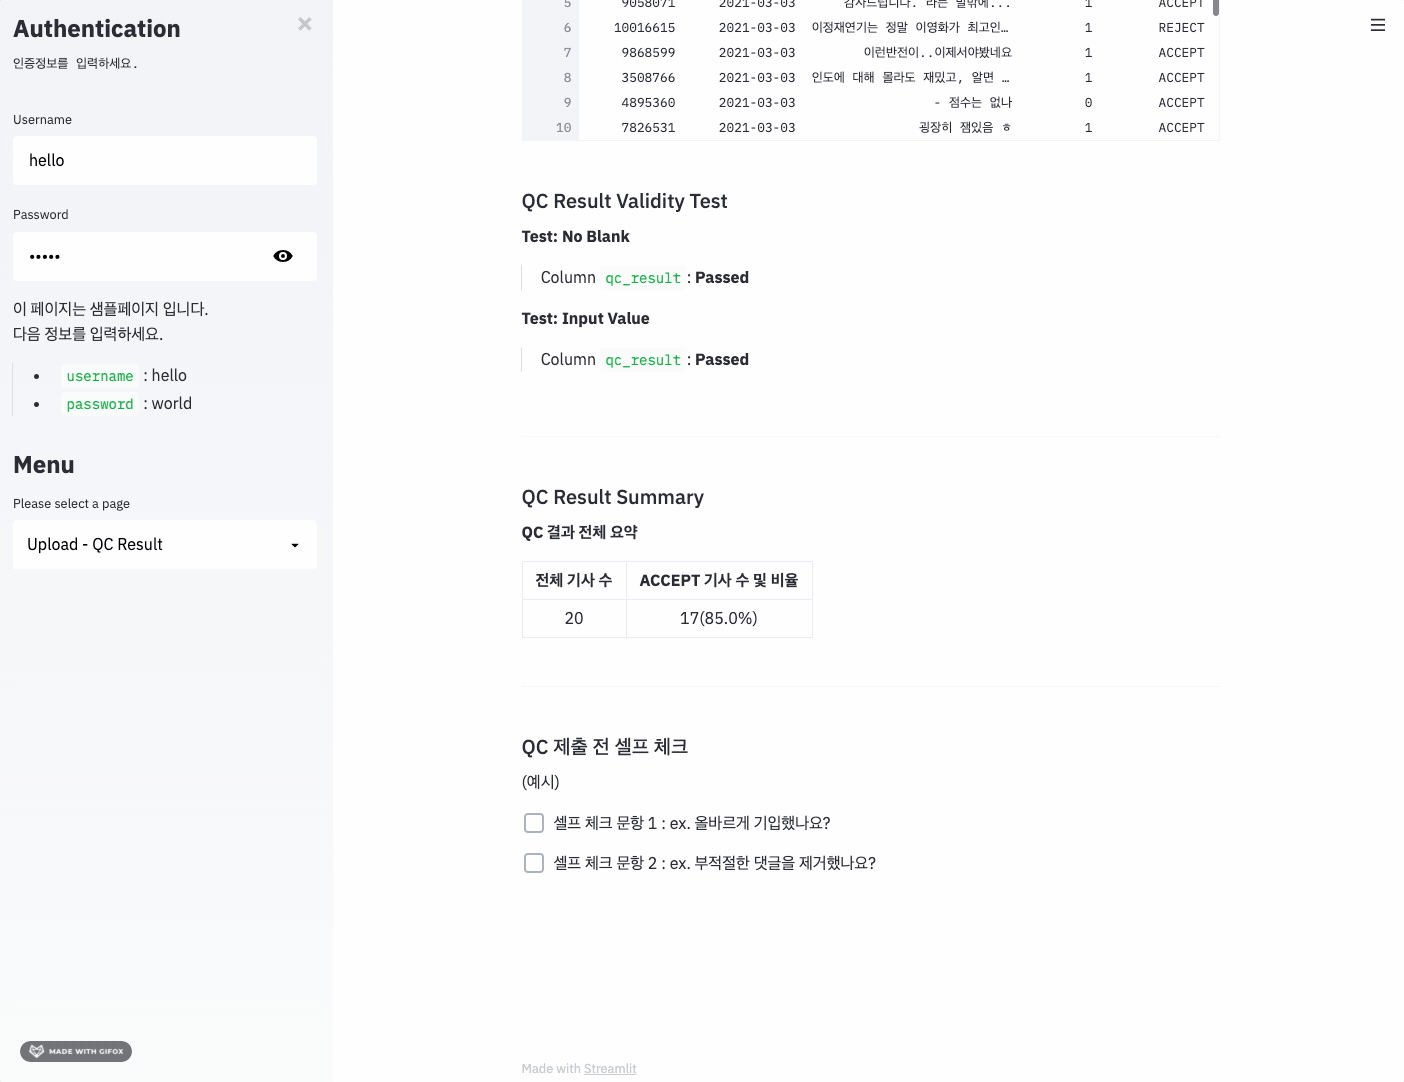 Authentication
×
인증정보를 입력하세요.
Username
hello
Password
•••••
이 페이지는 샘플페이지 입니다.
다음 정보를 입력하세요.
• username : hello
• password : world
Menu
Please select a page
Upload - QC Result
MADE WITH GIFOX
5 9058071 2021-03-03 감사드립니다. 라는 말밖에... 1 ACCEPT
6 10016615 2021-03-03 이정재연기는 정말 이영화가 최고인… 1 REJECT
7 9868599 2021-03-03 이런반전이..이제서야봤네요 1 ACCEPT
8 3508766 2021-03-03 인도에 대해 몰라도 재밌고, 알면 … 1 ACCEPT
9 4895360 2021-03-03 - 점수는 없나 0 ACCEPT
10 7826531 2021-03-03 굉장히 잼있음 ㅎ 1 ACCEPT
QC Result Validity Test
Test: No Blank
Column qc_result : Passed
Test: Input Value
Column qc_result : Passed
QC Result Summary
QC 결과 전체 요약
전체 기사 수 ACCEPT 기사 수 및 비율
20 17(85.0%)
QC 제출 전 셀프 체크
(예시)
셀프 체크 문항 1 : ex. 올바르게 기입했나요?
셀프 체크 문항 2 : ex. 부적절한 댓글을 제거했나요?
Made with Streamlit